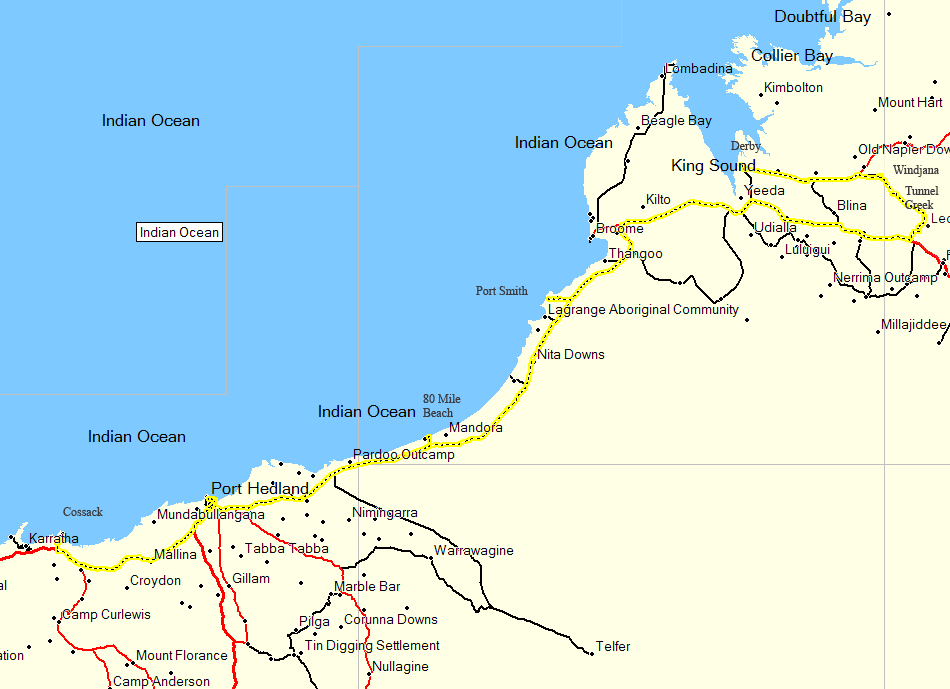 Doubtful Bay
Collier Bay
Lombadina
Kimbolton
Mount Hart
Indian Ocean
Beagle Bay
Indian Ocean
Derby
Old Napier Dow
King Sound
Windjana
Yeeda
Tunnel
Creek
Kilto
Blina
Leo
Broome
Udialla
Indian Ocean
Thangoo
Luluigui
Nerrima Outcamp
Port Smith
Lagrange Aboriginal Community
Millajiddee
Nita Downs
80 Mile
Beach
Indian Ocean
Mandora
Indian Ocean
Pardoo Outcamp
Port Hedland
Cossack
Mundabullangana
Nimingarra
Karratha
Mallina
Tabba Tabba
Warrawagine
Croydon
Gillam
al
Marble Bar
Camp Curlewis
Pilga
Corunna Downs
Tin Digging Settlement
Telfer
ation
Mount Florance
Nullagine
Camp Anderson